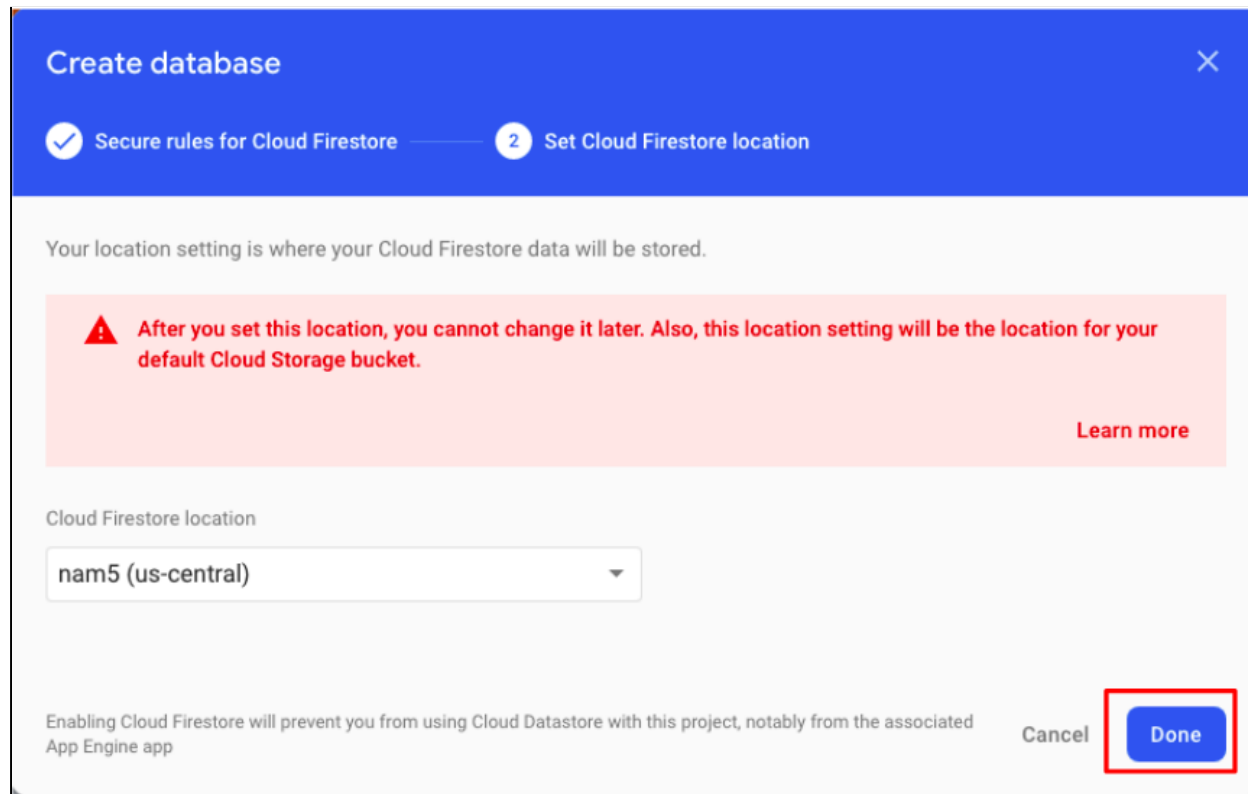 Create database
Secure rules for Cloud Firestore
2 Set Cloud Firestore location
Your location setting is where your Cloud Firestore data will be stored.
After you set this location, you cannot change it later. Also, this location setting will be the location for your
default Cloud Storage bucket.
Learn more
Cloud Firestore location
nam5 (us-central)
Enabling Cloud Firestore will prevent you from using Cloud Datastore with this project, notably from the associated
App Engine app
Cancel
Done